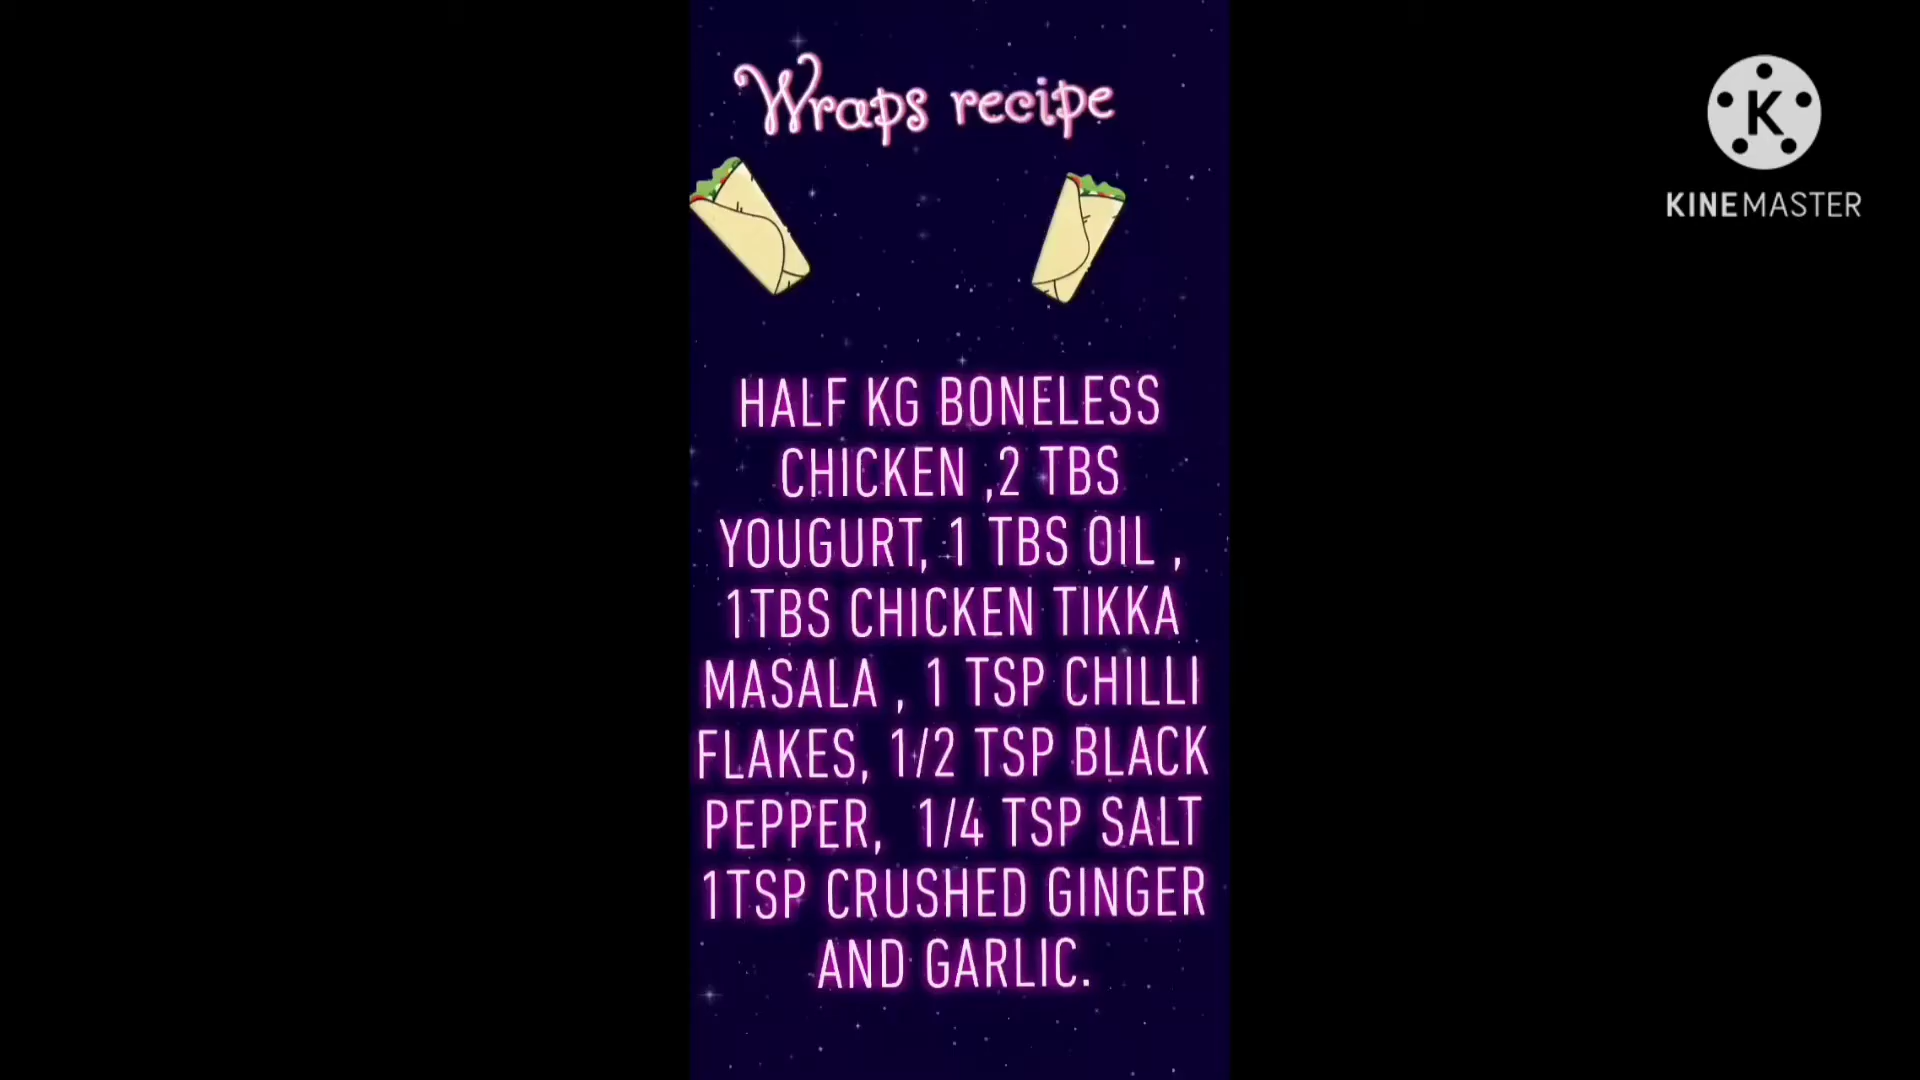 Wraps recipe
K
KINEMASTER
HALF KG BONELESS
CHICKEN ,2 TBS
YOUGURT, 1 TBS OIL ,
1TBS CHICKEN TIKKA
MASALA , 1 TSP CHILLI
FLAKES, 1/2 TSP BLACK
PEPPER, 1/4 TSP SALT
1TSP CRUSHED GINGER
AND GARLIC.